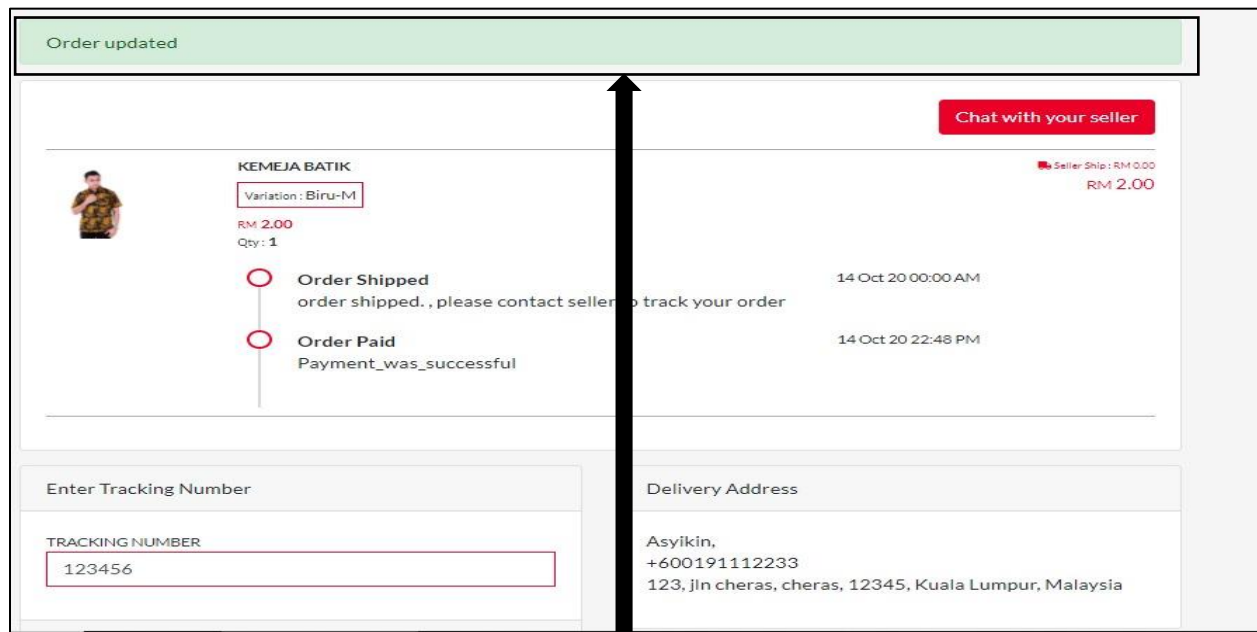 Order updated
Chat with your seller
KEMEJA BATIK
Seller Ship : RM 0.00
Variation : Biru-M
RM 2.00
RM 2.00
Qty : 1
Order Shipped
14 Oct 20 00:00 AM
order shipped. , please contact seller o track your order
Order Paid
14 Oct 20 22:48 PM
Payment_was_successful
Enter Tracking Number
Delivery Address
TRACKING NUMBER
123456
Asyikin,
+600191112233
123, jln cheras, cheras, 12345, Kuala Lumpur, Malaysia